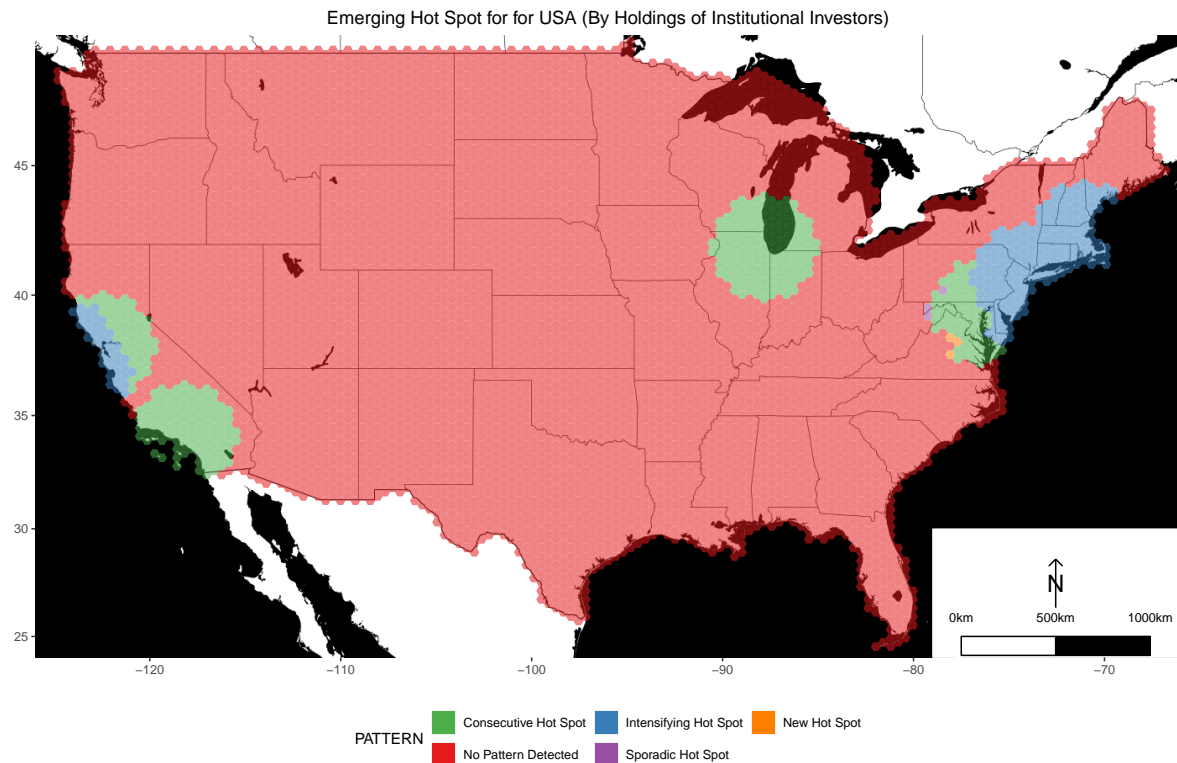 Emerging Hot Spot for for USA (By Holdings of Institutional Investors)
45
40
35
30
25
N
0km 500km 1000km
−120 −110 −100 −90 −80 −70
PATTERN
Consecutive Hot Spot Intensifying Hot Spot New Hot Spot
No Pattern Detected Sporadic Hot Spot